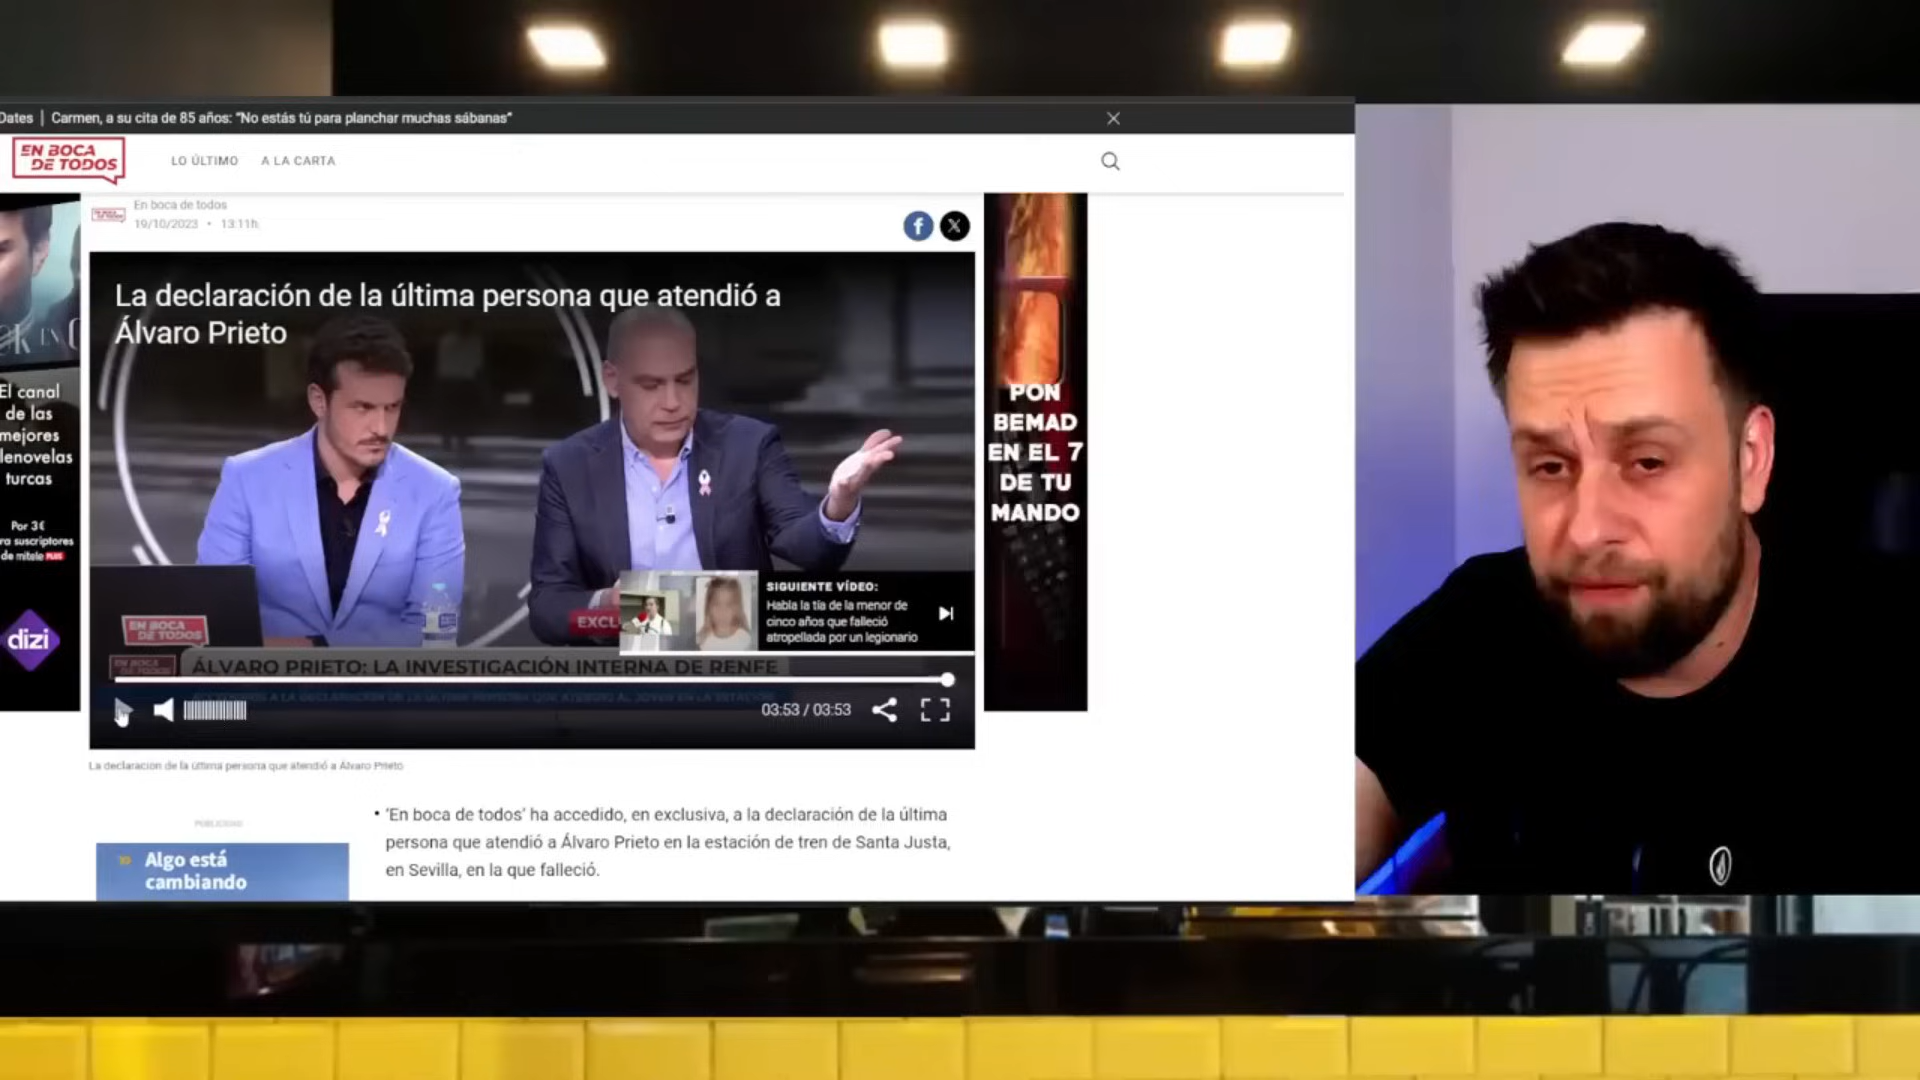 Dates | Carmen, a su cita de 85 años: "No estás tú para planchar muchas sábanas"
EN BOCA
DE TODOS
LO ÚLTIMO
A LA CARTA
En boca de todos
19/10/2023 • 13:11h
La declaración de la última persona que atendió a
Álvaro Prieto
El canal
de las
mejores
lenovelas
turcas
Por 3€
ra suscriptores
de mitele PLUS
dizi
PON
BEMAD
EN EL 7
DE TU
MANDO
SIGUIENTE VÍDEO:
Habla la tía de la menor de
cinco años que falleció
atropellada por un legionario
EN BOCA
DE TODOS
EXCLU
EN BOCA
ÁLVARO PRIETO: LA INVESTIGACIÓN INTERNA DE RENFE
03:53 / 03:53
La declaración de la última persona que atendió a Álvaro Prieto
PUBLICIDAD
Algo está
cambiando
• 'En boca de todos' ha accedido, en exclusiva, a la declaración de la última
persona que atendió a Álvaro Prieto en la estación de tren de Santa Justa,
en Sevilla, en la que falleció.